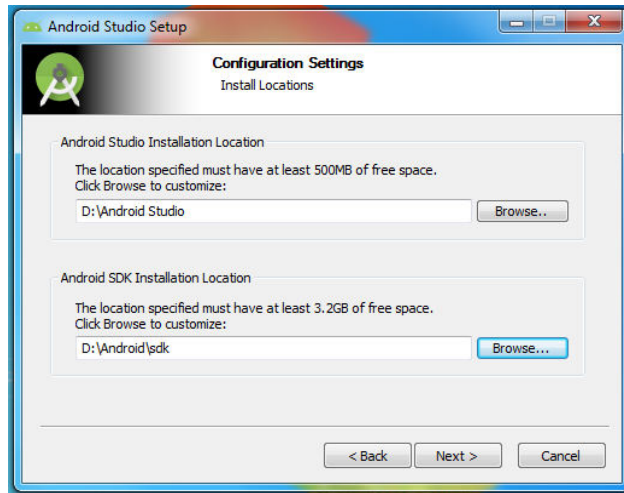 Android Studio Setup
Configuration Settings
Install Locations
Android Studio Installation Location
The location specified must have at least 500MB of free space.
Click Browse to customize:
D:\Android Studio
Browse..
Android SDK Installation Location
The location specified must have at least 3.2GB of free space.
Click Browse to customize:
D:\Android\sdk
Browse...
< Back
Next >
Cancel